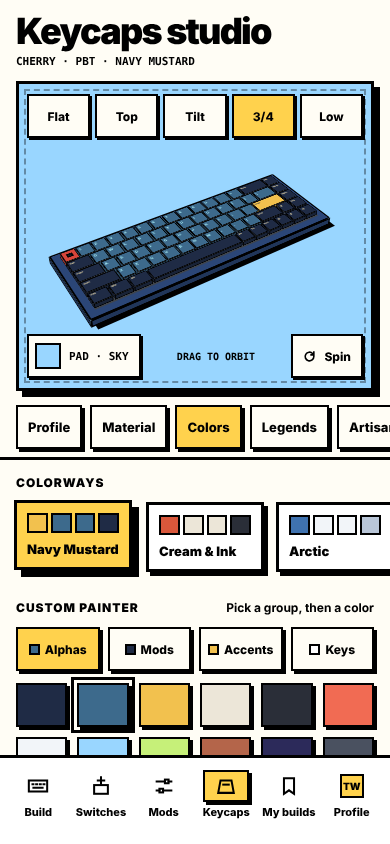 Keycaps studio
CHERRY · PBT · NAVY MUSTARD
Flat Top Tilt 3/4 Low
PAD · SKY DRAG TO ORBIT Spin
Profile Material Colors Legends Artisan
COLORWAYS
Navy Mustard Cream & Ink Arctic
CUSTOM PAINTER Pick a group, then a color
Alphas Mods Accents Keys
Build Switches Mods Keycaps My builds TW Profile